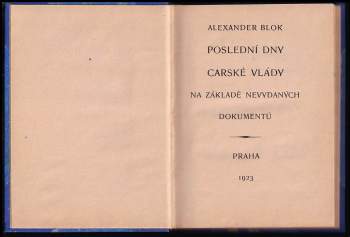 ALEXANDER BLOK
POSLEDNÍ DNY
CARSKÉ VLÁDY
NA ZÁKLADĚ NEVYDANÝCH
DOKUMENTŮ
PRAHA
1923